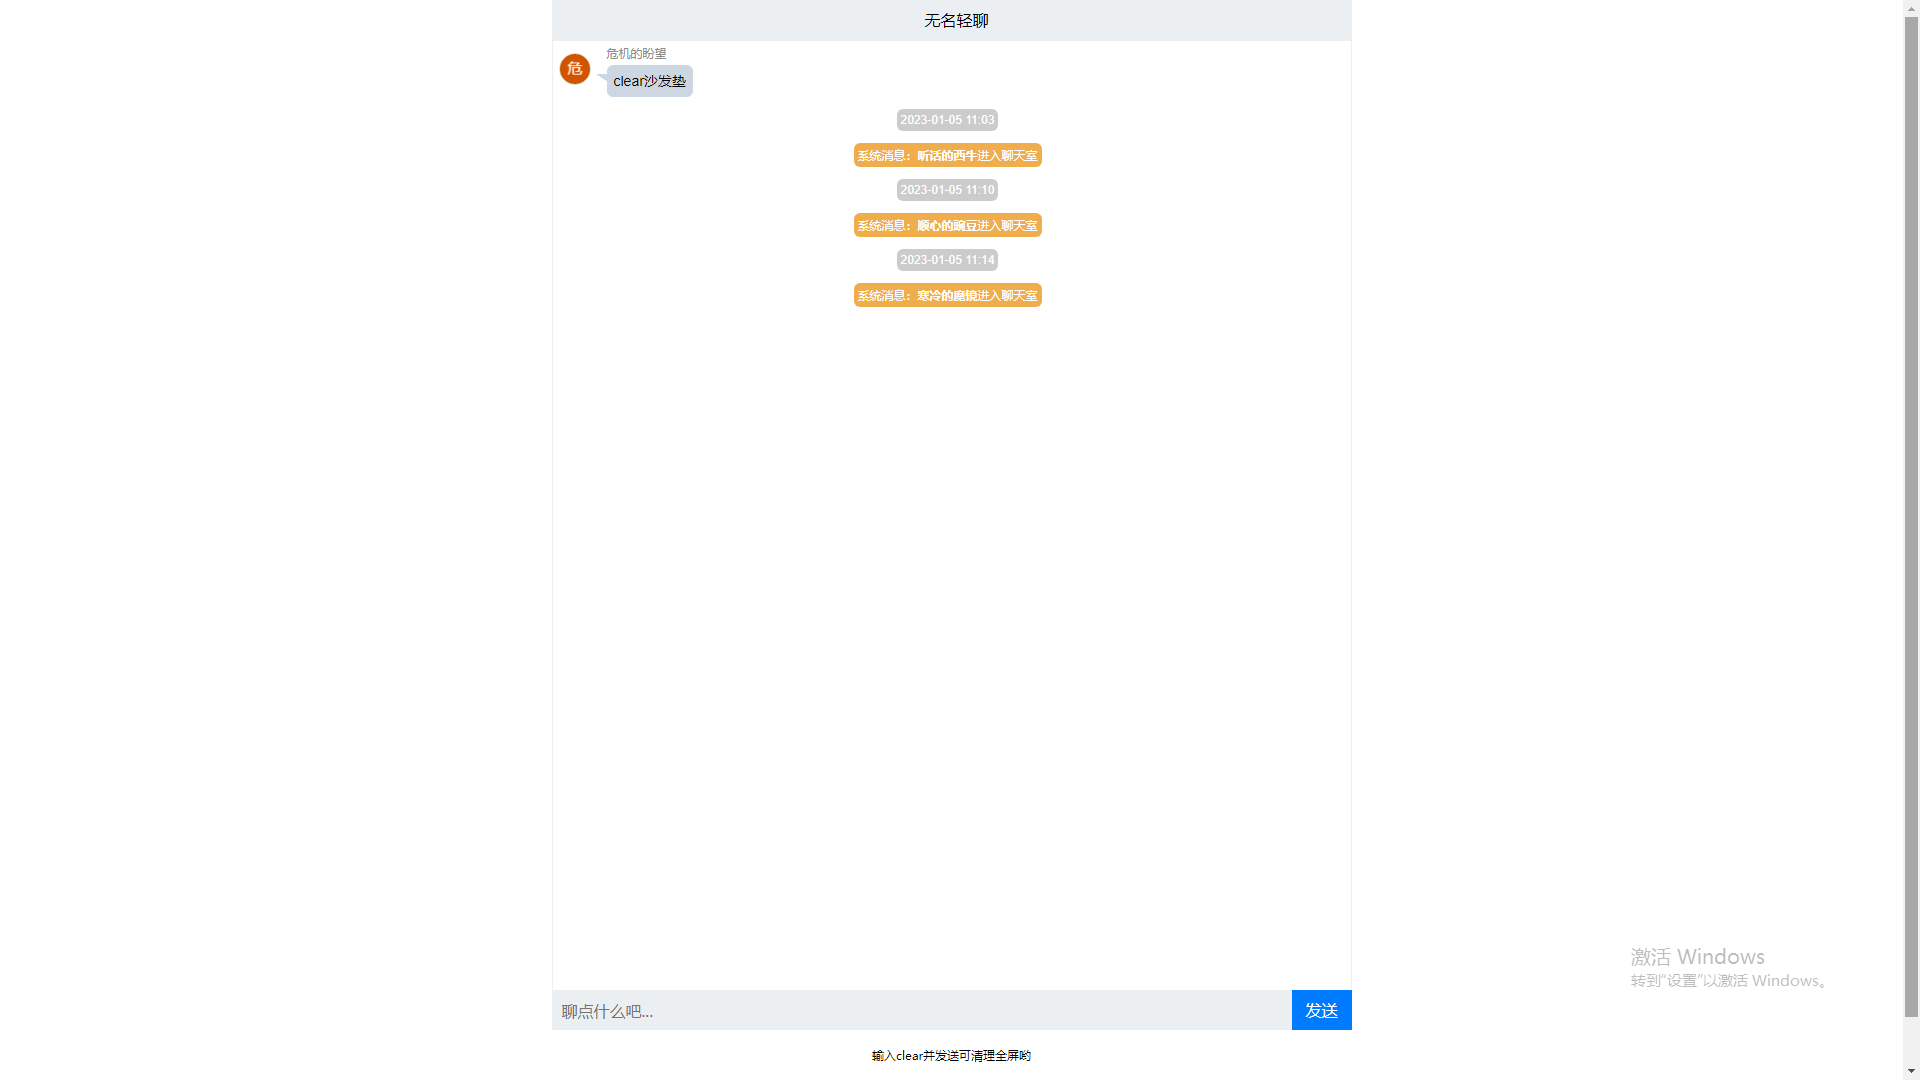 无名轻聊
危机的盼望
危
clear沙发垫
2023-01-05 11:03
系统消息：听话的西牛进入聊天室
2023-01-05 11:10
系统消息：顺心的豌豆进入聊天室
2023-01-05 11:14
系统消息：寒冷的魔镜进入聊天室
激活 Windows
转到“设置”以激活 Windows。
聊点什么吧...
发送
输入clear并发送可清理全屏哟